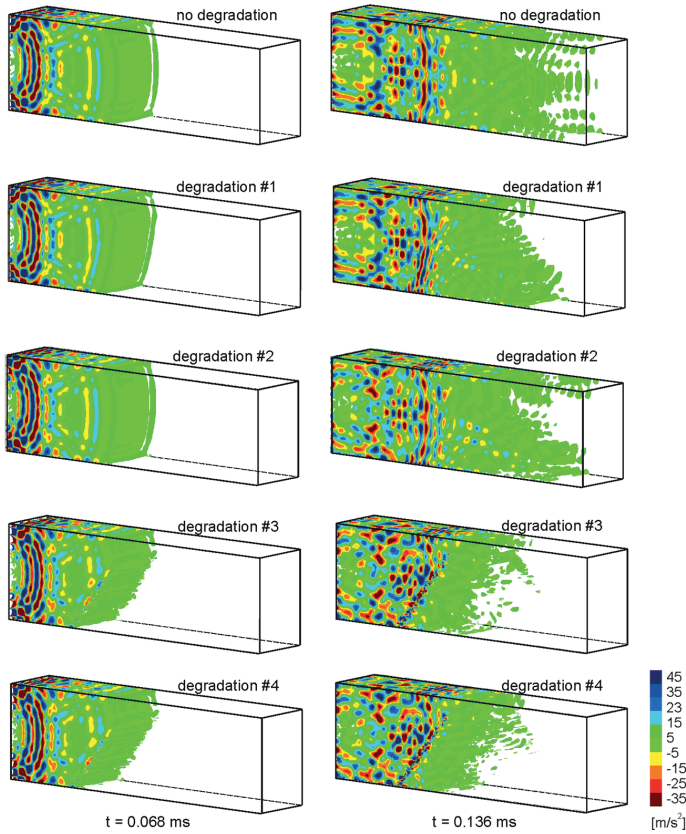 no degradation
no degradation
degradation #1
degradation #1
degradation #2
degradation #2
degradation #3
degradation #3
degradation #4
degradation #4
45
35
23
15
5
-5
-15
-25
-35
[m/s²]
t = 0.068 ms
t = 0.136 ms